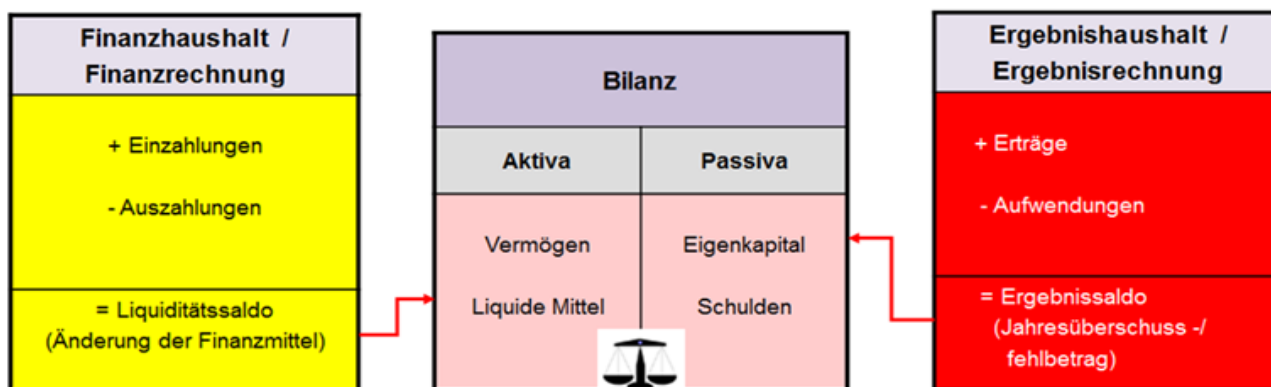 Finanzhaushalt /
Finanzrechnung
+ Einzahlungen
- Auszahlungen
= Liquiditätssaldo
(Änderung der Finanzmittel)
Bilanz
Aktiva
Passiva
Vermögen
Eigenkapital
Liquide Mittel
Schulden
Ergebnishaushalt /
Ergebnisrechnung
+ Erträge
- Aufwendungen
= Ergebnissaldo
(Jahresüberschuss -/
fehlbetrag)